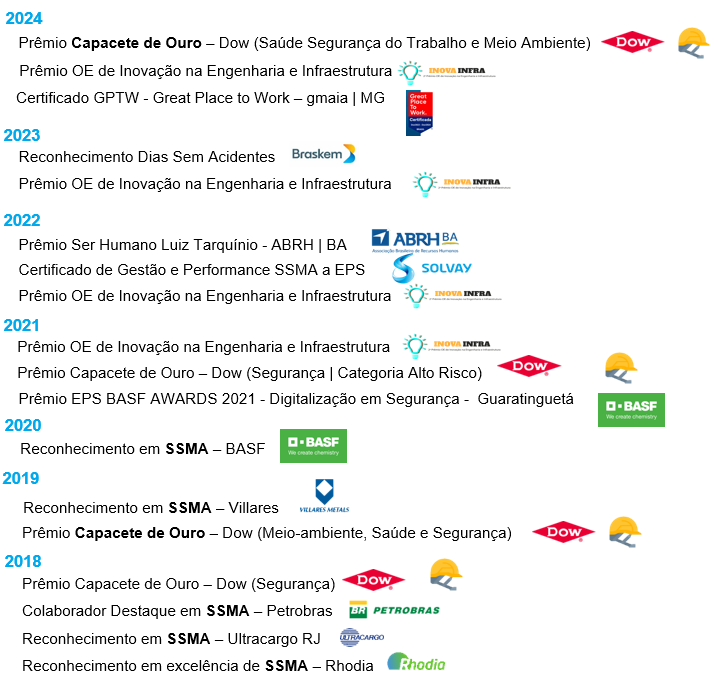 2024
Prêmio Capacete de Ouro – Dow (Saúde Segurança do Trabalho e Meio Ambiente) Dow
Prêmio OE de Inovação na Engenharia e Infraestrutura INOVA INFRA
Certificado GPTW - Great Place to Work – gmaia | MG
Great
Place
To
Work.
Certificada
2023
Reconhecimento Dias Sem Acidentes Braskem
Prêmio OE de Inovação na Engenharia e Infraestrutura INOVA INFRA
2022
Prêmio Ser Humano Luiz Tarquínio - ABRH | BA ABRH BA
Associação Brasileira de Recursos Humanos
Certificado de Gestão e Performance SSMA a EPS SOLVAY
Prêmio OE de Inovação na Engenharia e Infraestrutura INOVA INFRA
2021
Prêmio OE de Inovação na Engenharia e Infraestrutura INOVA INFRA
Prêmio Capacete de Ouro – Dow (Segurança | Categoria Alto Risco) Dow
Prêmio EPS BASF AWARDS 2021 - Digitalização em Segurança - Guaratinguetá BASF
We create chemistry
2020
Reconhecimento em SSMA – BASF BASF
We create chemistry
2019
Reconhecimento em SSMA – Villares VILLARES METALS
Prêmio Capacete de Ouro – Dow (Meio-ambiente, Saúde e Segurança) Dow
2018
Prêmio Capacete de Ouro – Dow (Segurança) Dow
Colaborador Destaque em SSMA – Petrobras BR PETROBRAS
Reconhecimento em SSMA – Ultracargo RJ ULTRACARGO
Reconhecimento em excelência de SSMA – Rhodia Rhodia